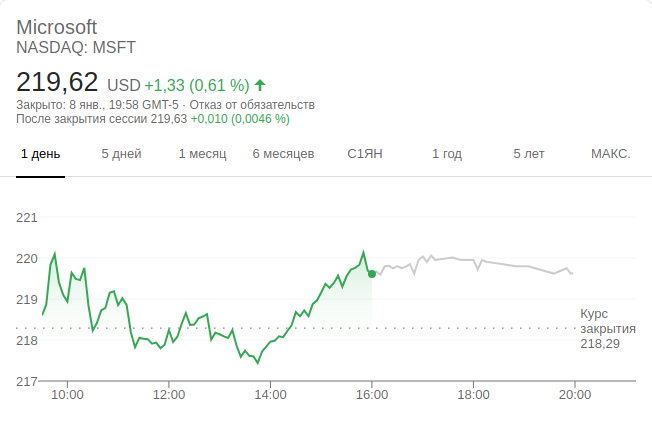 Microsoft
NASDAQ: MSFT
219,62 USD +1,33 (0,61 %)
Закрыто: 8 янв., 19:58 GMT-5 · Отказ от обязательств
После закрытия сессии 219,63 +0,010 (0,0046 %)
1 день 5 дней 1 месяц 6 месяцев С1ЯН 1 год 5 лет МАКС.
221
220
219
Курс
закрытия
218
218,29
217
10:00 12:00 14:00 16:00 18:00 20:00